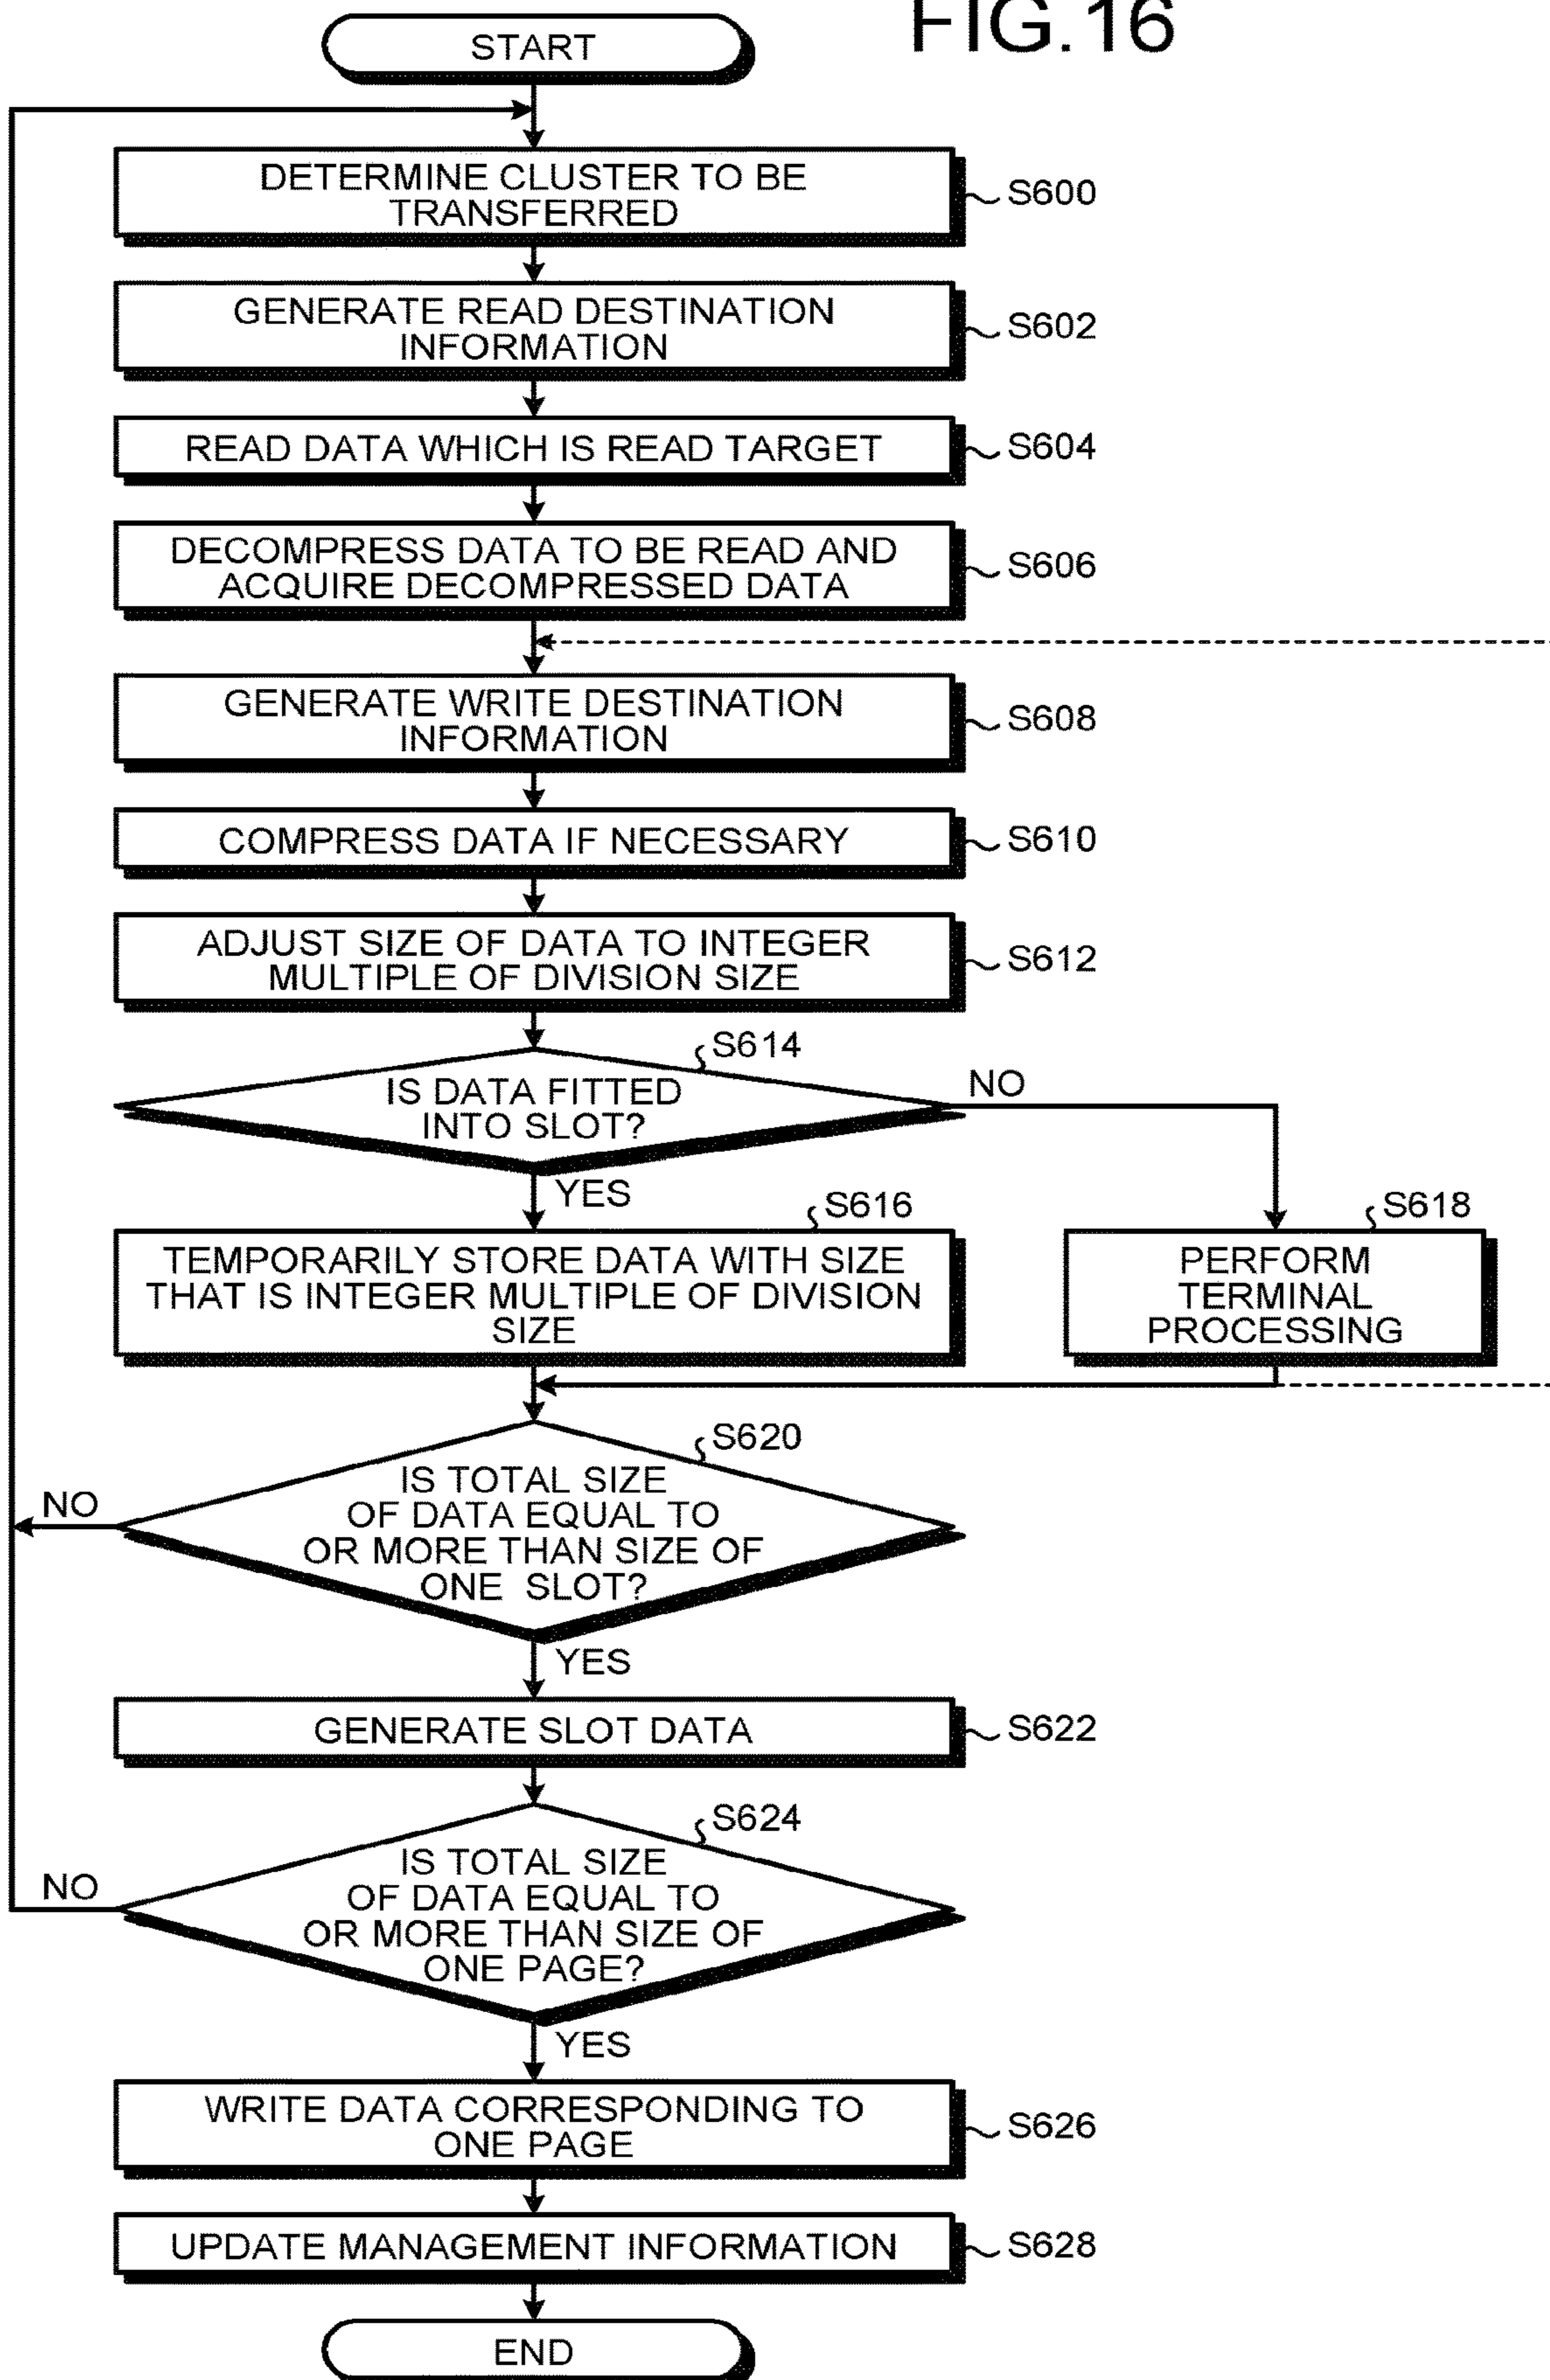 FIG.16
START
DETERMINE CLUSTER TO BE
TRANSFERRED
S600
GENERATE READ DESTINATION
INFORMATION
S602
READ DATA WHICH IS READ TARGET
S604
DECOMPRESS DATA TO BE READ AND
ACQUIRE DECOMPRESSED DATA
S606
GENERATE WRITE DESTINATION
INFORMATION
S608
COMPRESS DATA IF NECESSARY
S610
ADJUST SIZE OF DATA TO INTEGER
MULTIPLE OF DIVISION SIZE
S612
S614
IS DATA FITTED
INTO SLOT?
NO
YES
S616
TEMPORARILY STORE DATA WITH SIZE
THAT IS INTEGER MULTIPLE OF DIVISION
SIZE
S618
PERFORM
TERMINAL
PROCESSING
S620
IS TOTAL SIZE
OF DATA EQUAL TO
OR MORE THAN SIZE OF
ONE SLOT?
NO
YES
GENERATE SLOT DATA
S622
S624
IS TOTAL SIZE
OF DATA EQUAL TO
OR MORE THAN SIZE OF
ONE PAGE?
NO
YES
WRITE DATA CORRESPONDING TO
ONE PAGE
S626
UPDATE MANAGEMENT INFORMATION
S628
END